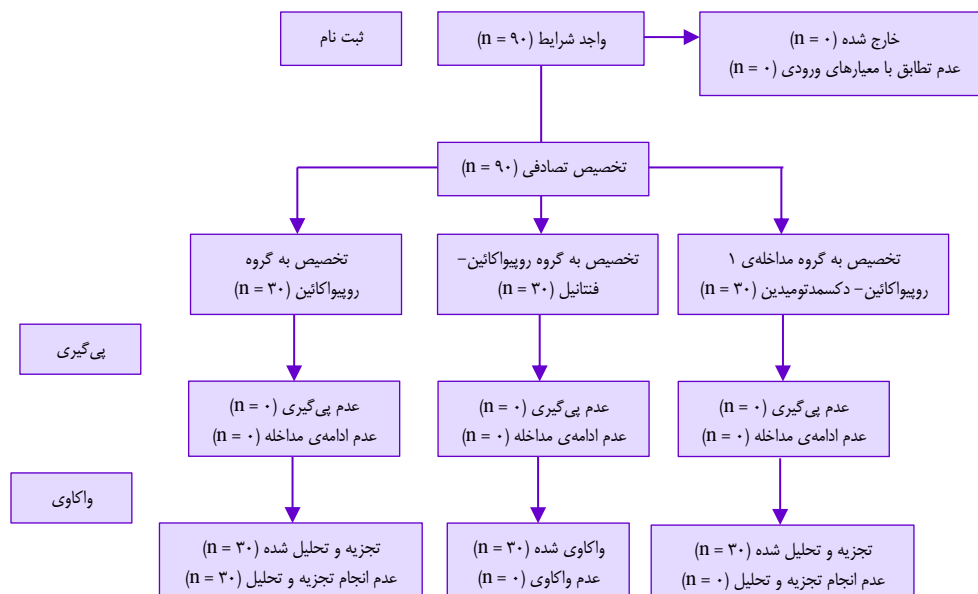 ثبت نام
واجد شرایط (n = ۹۰)
خارج شده (n = ۰)
عدم تطابق با معیارهای ورودی (n = ۰)
تخصیص تصادفی (n = ۹۰)
تخصیص به گروه مداخله‌ی ۱
روپیواکائین– دکسمدتومیدین (n = ۳۰)
تخصیص به گروه روپیواکائین–
فنتانیل (n = ۳۰)
تخصیص به گروه
روپیواکائین (n = ۳۰)
پی‌گیری
عدم پی‌گیری (n = ۰)
عدم ادامه‌ی مداخله (n = ۰)
عدم پی‌گیری (n = ۰)
عدم ادامه‌ی مداخله (n = ۰)
عدم پی‌گیری (n = ۰)
عدم ادامه‌ی مداخله (n = ۰)
واکاوی
تجزیه و تحلیل شده (n = ۳۰)
عدم انجام تجزیه و تحلیل (n = ۰)
واکاوی شده (n = ۳۰)
عدم واکاوی (n = ۰)
تجزیه و تحلیل شده (n = ۳۰)
عدم انجام تجزیه و تحلیل (n = ۳۰)